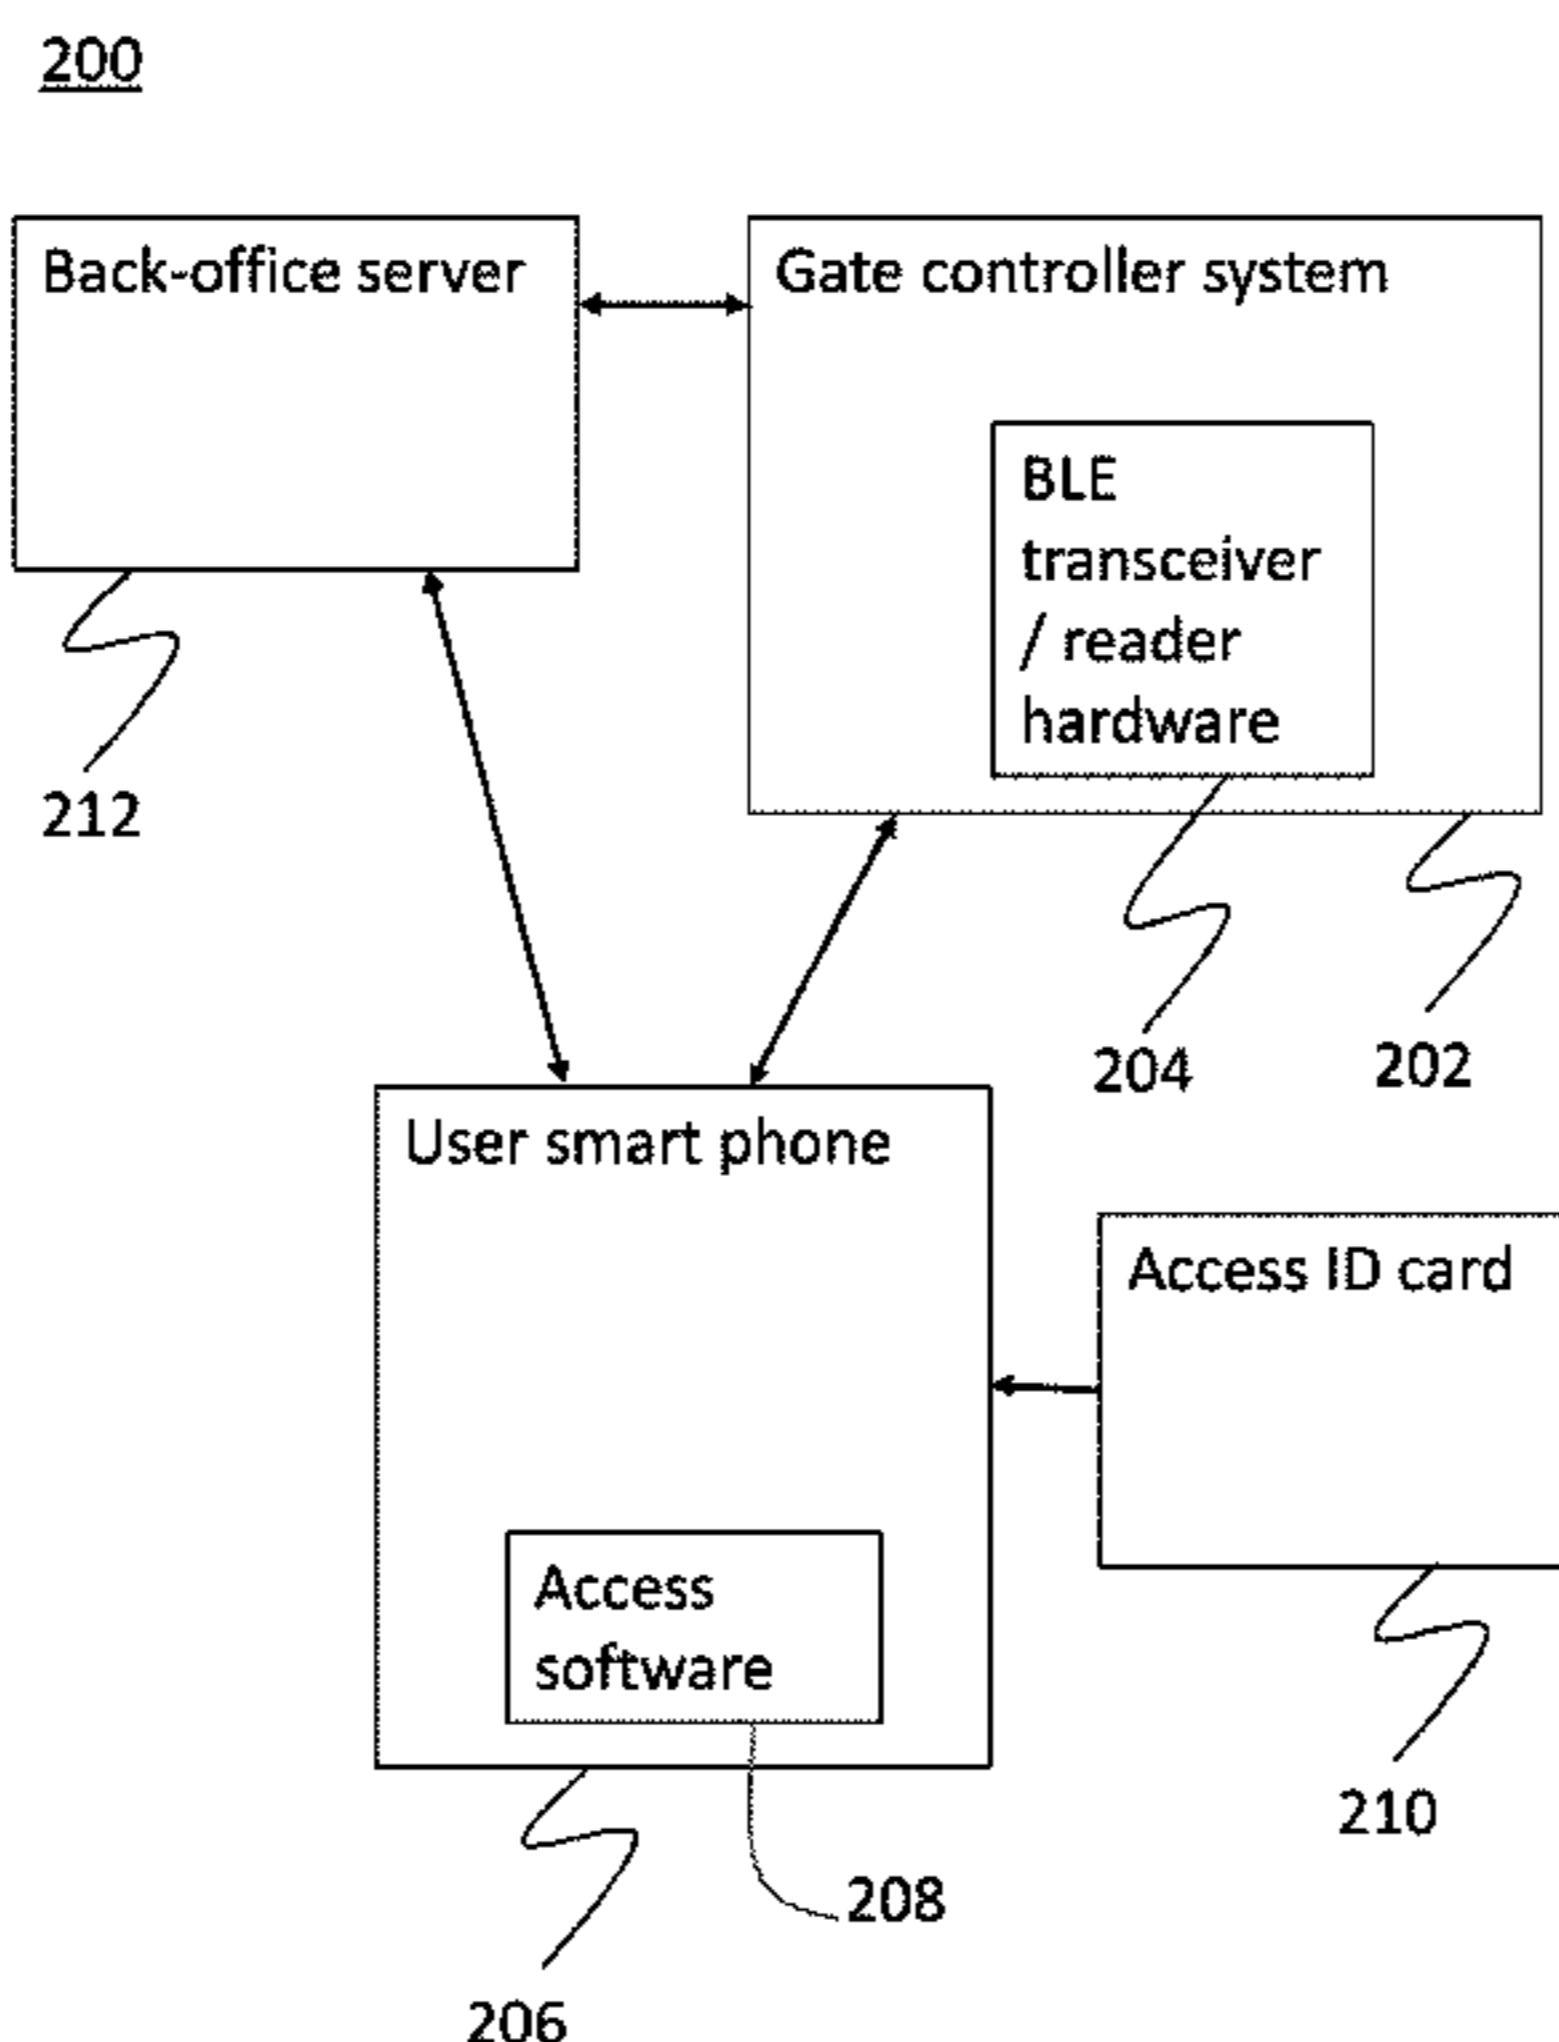 200
Back-office server
Gate controller system
BLE
transceiver
/ reader
hardware
212
204
202
User smart phone
Access ID card
Access
software
210
208
206